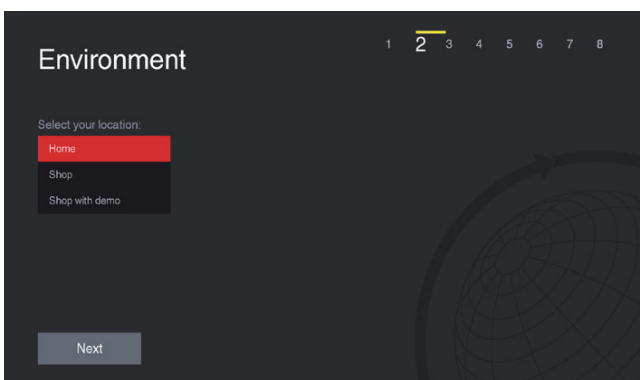 Environment
1 2 3 4 5 6 7 8
Select your location:
Home
Shop
Shop with demo
Next